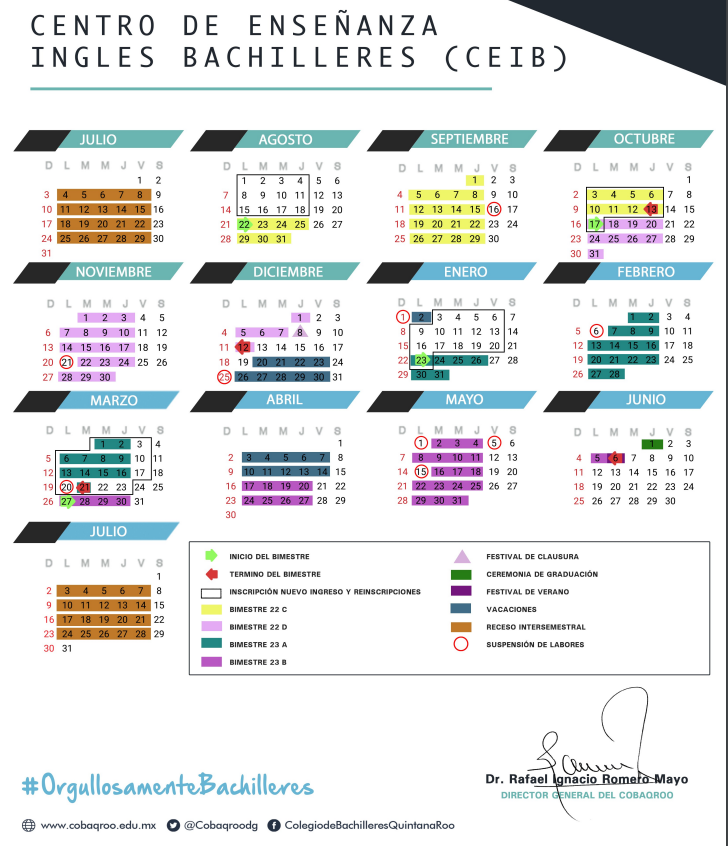 CENTRO DE ENSEÑANZA
INGLES BACHILLERES (CEIB)
JULIO
D L M M J V S
1 2
3 4 5 6 7 8 9
10 11 12 13 14 15 16
17 18 19 20 21 22 23
24 25 26 27 28 29 30
31
AGOSTO
D L M M J V S
1 2 3 4 5 6
7 8 9 10 11 12 13
14 15 16 17 18 19 20
21 22 23 24 25 26 27
28 29 30 31
SEPTIEMBRE
D L M M J V S
1 2 3
4 5 6 7 8 9 10
11 12 13 14 15 16 17
18 19 20 21 22 23 24
25 26 27 28 29 30
OCTUBRE
D L M M J V S
1
2 3 4 5 6 7 8
9 10 11 12 13 14 15
16 17 18 19 20 21 22
23 24 25 26 27 28 29
30 31
NOVIEMBRE
D L M M J V S
1 2 3 4 5
6 7 8 9 10 11 12
13 14 15 16 17 18 19
20 21 22 23 24 25 26
27 28 29 30
DICIEMBRE
D L M M J V S
1 2 3
4 5 6 7 8 9 10
11 12 13 14 15 16 17
18 19 20 21 22 23 24
25 26 27 28 29 30 31
ENERO
D L M M J V S
1 2 3 4 5 6 7
8 9 10 11 12 13 14
15 16 17 18 19 20 21
22 23 24 25 26 27 28
29 30 31
FEBRERO
D L M M J V S
1 2 3 4
5 6 7 8 9 10 11
12 13 14 15 16 17 18
19 20 21 22 23 24 25
26 27 28
MARZO
D L M M J V S
1 2 3 4
5 6 7 8 9 10 11
12 13 14 15 16 17 18
19 20 21 22 23 24 25
26 27 28 29 30 31
ABRIL
D L M M J V S
1
2 3 4 5 6 7 8
9 10 11 12 13 14 15
16 17 18 19 20 21 22
23 24 25 26 27 28 29
30
MAYO
D L M M J V S
1 2 3 4 5 6
7 8 9 10 11 12 13
14 15 16 17 18 19 20
21 22 23 24 25 26 27
28 29 30 31
JUNIO
D L M M J V S
1 2 3
4 5 6 7 8 9 10
11 12 13 14 15 16 17
18 19 20 21 22 23 24
25 26 27 28 29 30
JULIO
D L M M J V S
1
2 3 4 5 6 7 8
9 10 11 12 13 14 15
16 17 18 19 20 21 22
23 24 25 26 27 28 29
30 31
INICIO DEL BIMESTRE
TERMINO DEL BIMESTRE
INSCRIPCIÓN NUEVO INGRESO Y REINSCRIPCIONES
BIMESTRE 22 C
BIMESTRE 22 D
BIMESTRE 23 A
BIMESTRE 23 B
FESTIVAL DE CLAUSURA
CEREMONIA DE GRADUACIÓN
FESTIVAL DE VERANO
VACACIONES
RECESO INTERSEMESTRAL
SUSPENSIÓN DE LABORES
#OrgullosamenteBachilleres
Dr. Rafael Ignacio Romero Mayo
DIRECTOR GENERAL DEL COBAQROO
www.cobaqroo.edu.mx @Cobaqroodg ColegiodeBachilleresQuintanaRoo